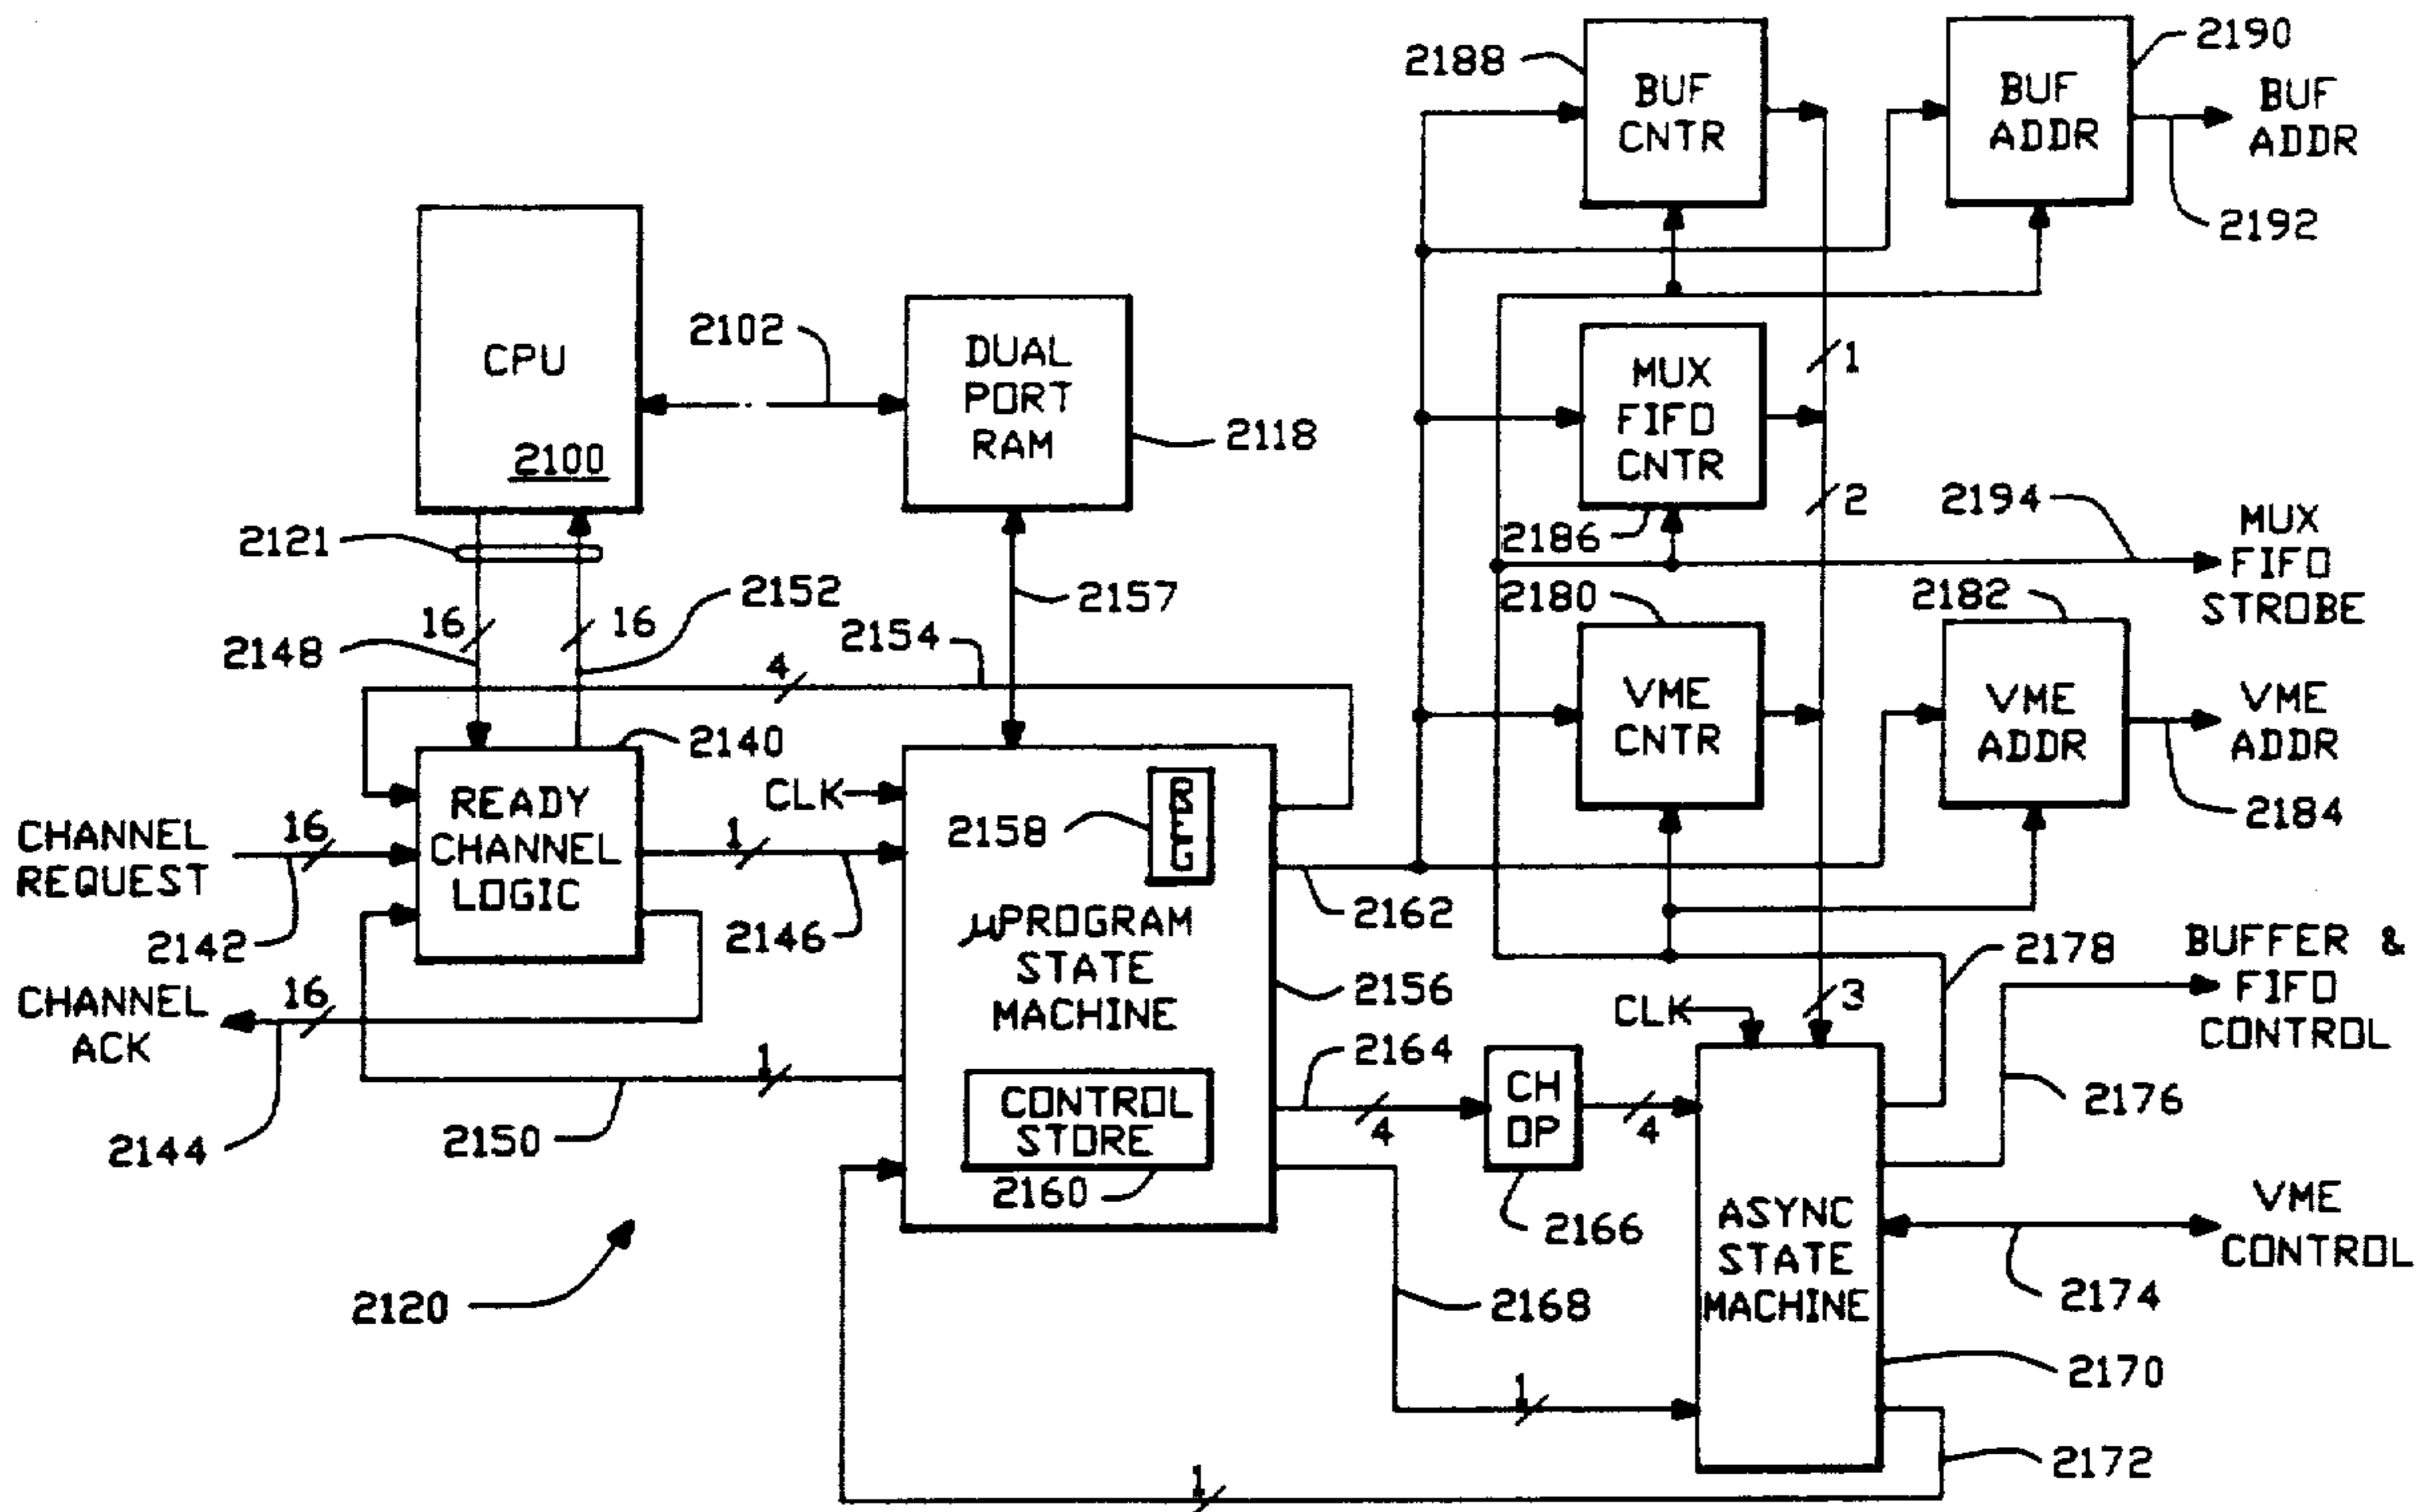 2188
BUF
CNTR
2190
BUF
ADDR
BUF
ADDR
2192
CPU
2100
2102
DUAL
PORT
RAM
2118
MUX
FIFO
CNTR
1
2
2186
2194
MUX
FIFO
STROBE
2121
16
16
2152
2148
2157
2154
4
2180
VME
CNTR
2182
VME
ADDR
VME
ADDR
2184
2140
READY
CHANNEL
LOGIC
CHANNEL
REQUEST
16
2142
CHANNEL
ACK
16
2144
1
2146
1
2150
CLK
2158
REG
µPROGRAM
STATE
MACHINE
CONTROL
STORE
2160
2162
2156
2164
4
CH
OP
4
2166
2168
1
1
CLK
3
ASYNC
STATE
MACHINE
2178
BUFFER &
FIFO
CONTROL
2176
VME
CONTROL
2174
2170
2172
2120